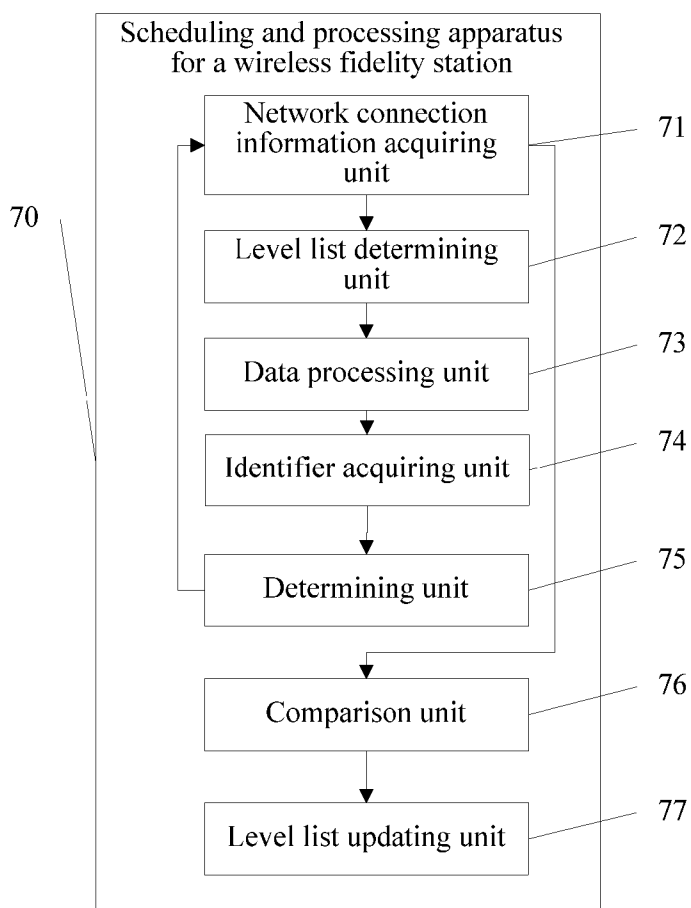 Scheduling and processing apparatus
for a wireless fidelity station
Network connection
information acquiring
unit
71
70
Level list determining
unit
72
Data processing unit
73
Identifier acquiring unit
74
Determining unit
75
Comparison unit
76
Level list updating unit
77